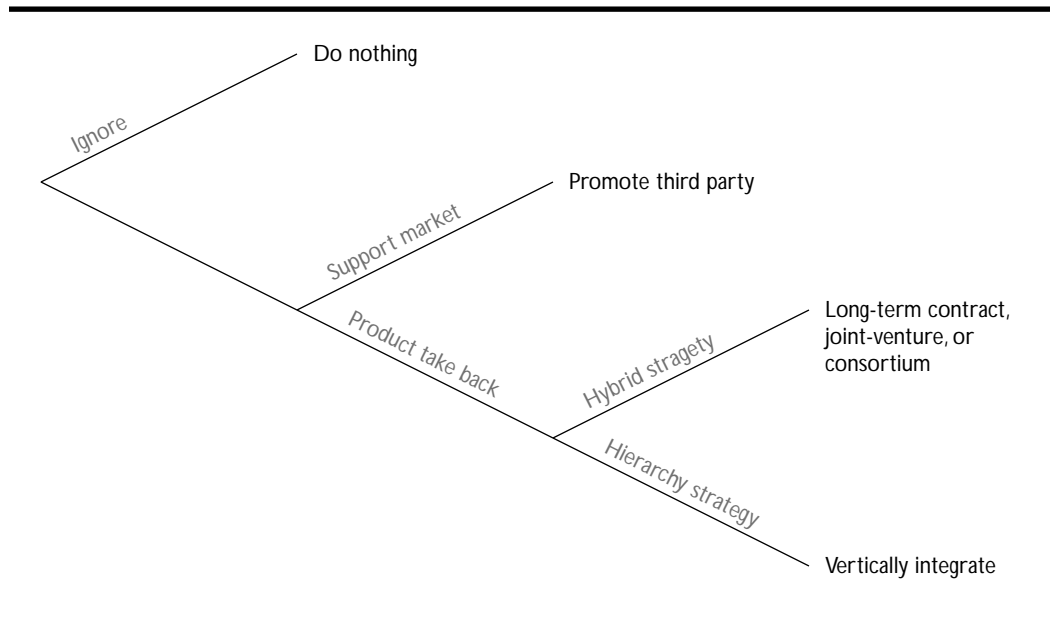 Do nothing
Ignore
Promote third party
Support market
Product take back
Long-term contract,
joint-venture, or
consortium
Hybrid stragety
Hierarchy strategy
Vertically integrate